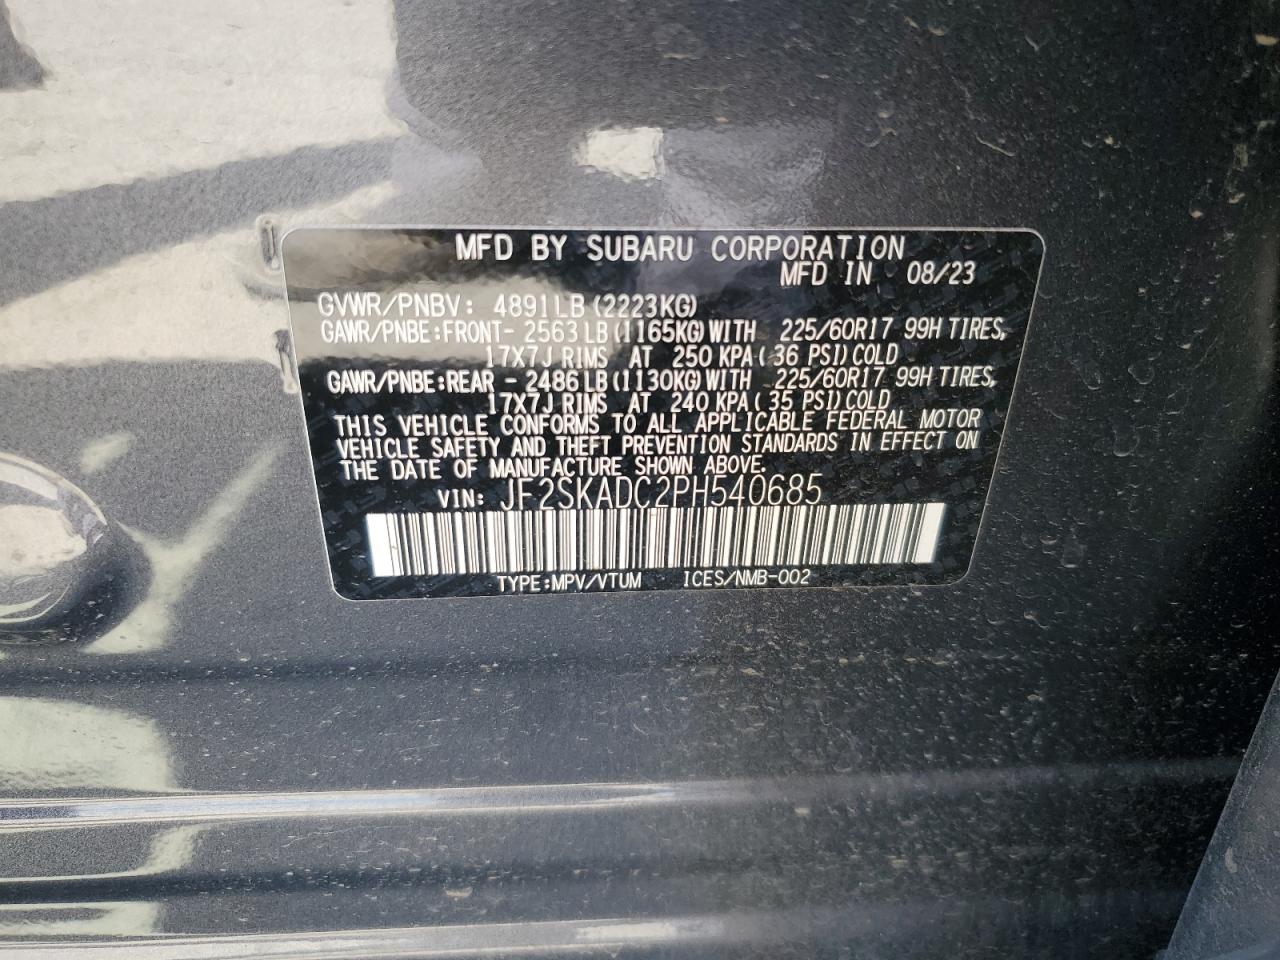 MFD BY SUBARU CORPORATION
MFD IN 08/23
GVWR/PNBV: 4891LB (2223KG)
GAWR/PNBE:FRONT- 2563LB(1165KG)WITH 225/60R17 99H TIRES,
17X7J RIMS AT 250 KPA( 36 PSI)COLD
GAWR/PNBE:REAR - 2486LB(1130KG)WITH 225/60R17 99H TIRES,
17X7J RIMS AT 240 KPA( 35 PSI)COLD
THIS VEHICLE CONFORMS TO ALL APPLICABLE FEDERAL MOTOR
VEHICLE SAFETY AND THEFT PREVENTION STANDARDS IN EFFECT ON
THE DATE OF MANUFACTURE SHOWN ABOVE.
VIN: JF2SKADC2PH540685
TYPE:MPV/VTUM ICES/NMB-002